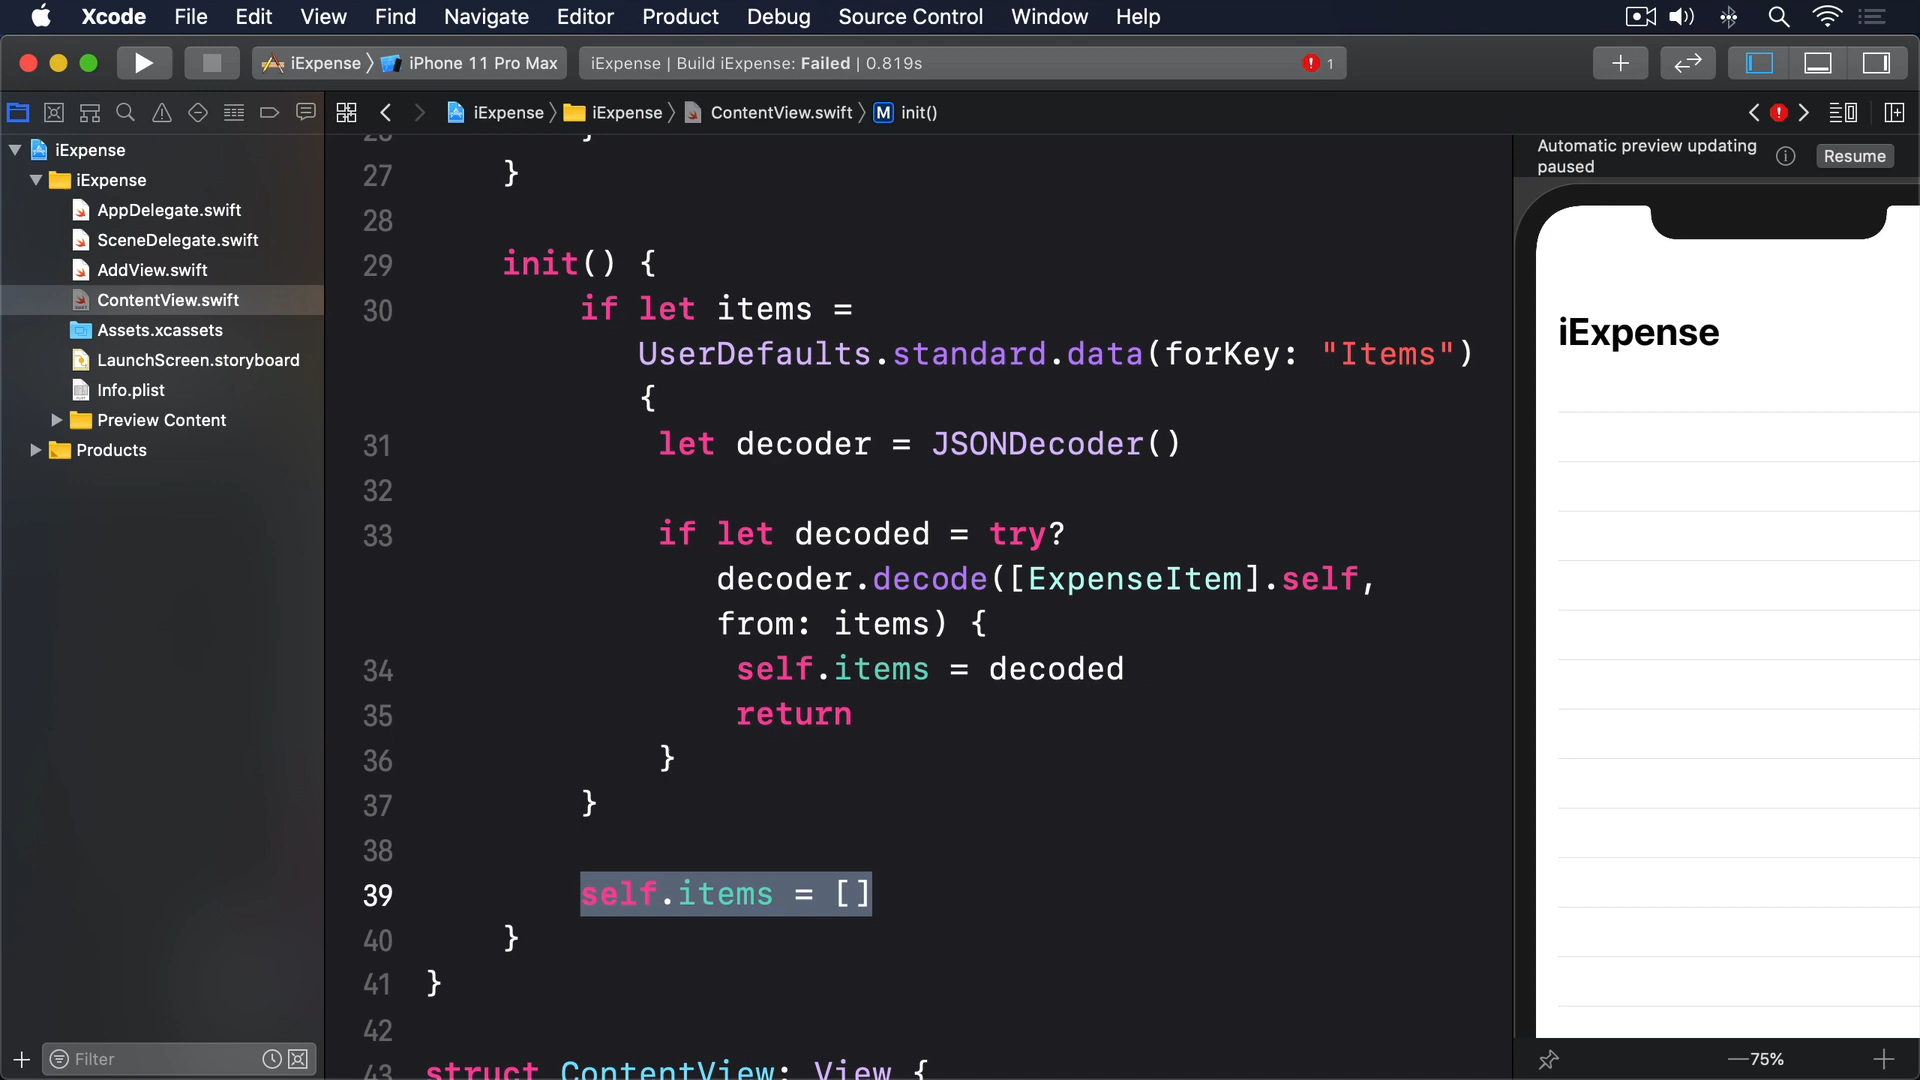 Xcode File Edit View Find Navigate Editor Product Debug Source Control Window Help
iExpense iPhone 11 Pro Max
iExpense | Build iExpense: Failed | 0.819s
1
iExpense iExpense ContentView.swift M init()
iExpense
iExpense
AppDelegate.swift
SceneDelegate.swift
AddView.swift
ContentView.swift
Assets.xcassets
LaunchScreen.storyboard
Info.plist
Preview Content
Products
Filter
27 }
28
29 init() {
30 if let items =
UserDefaults.standard.data(forKey: "Items")
{
31 let decoder = JSONDecoder()
32
33 if let decoded = try?
decoder.decode([ExpenseItem].self,
from: items) {
34 self.items = decoded
35 return
36 }
37 }
38
39 self.items = []
40 }
41 }
42
43 struct ContentView: View {
Automatic preview updating
paused
Resume
iExpense
75%